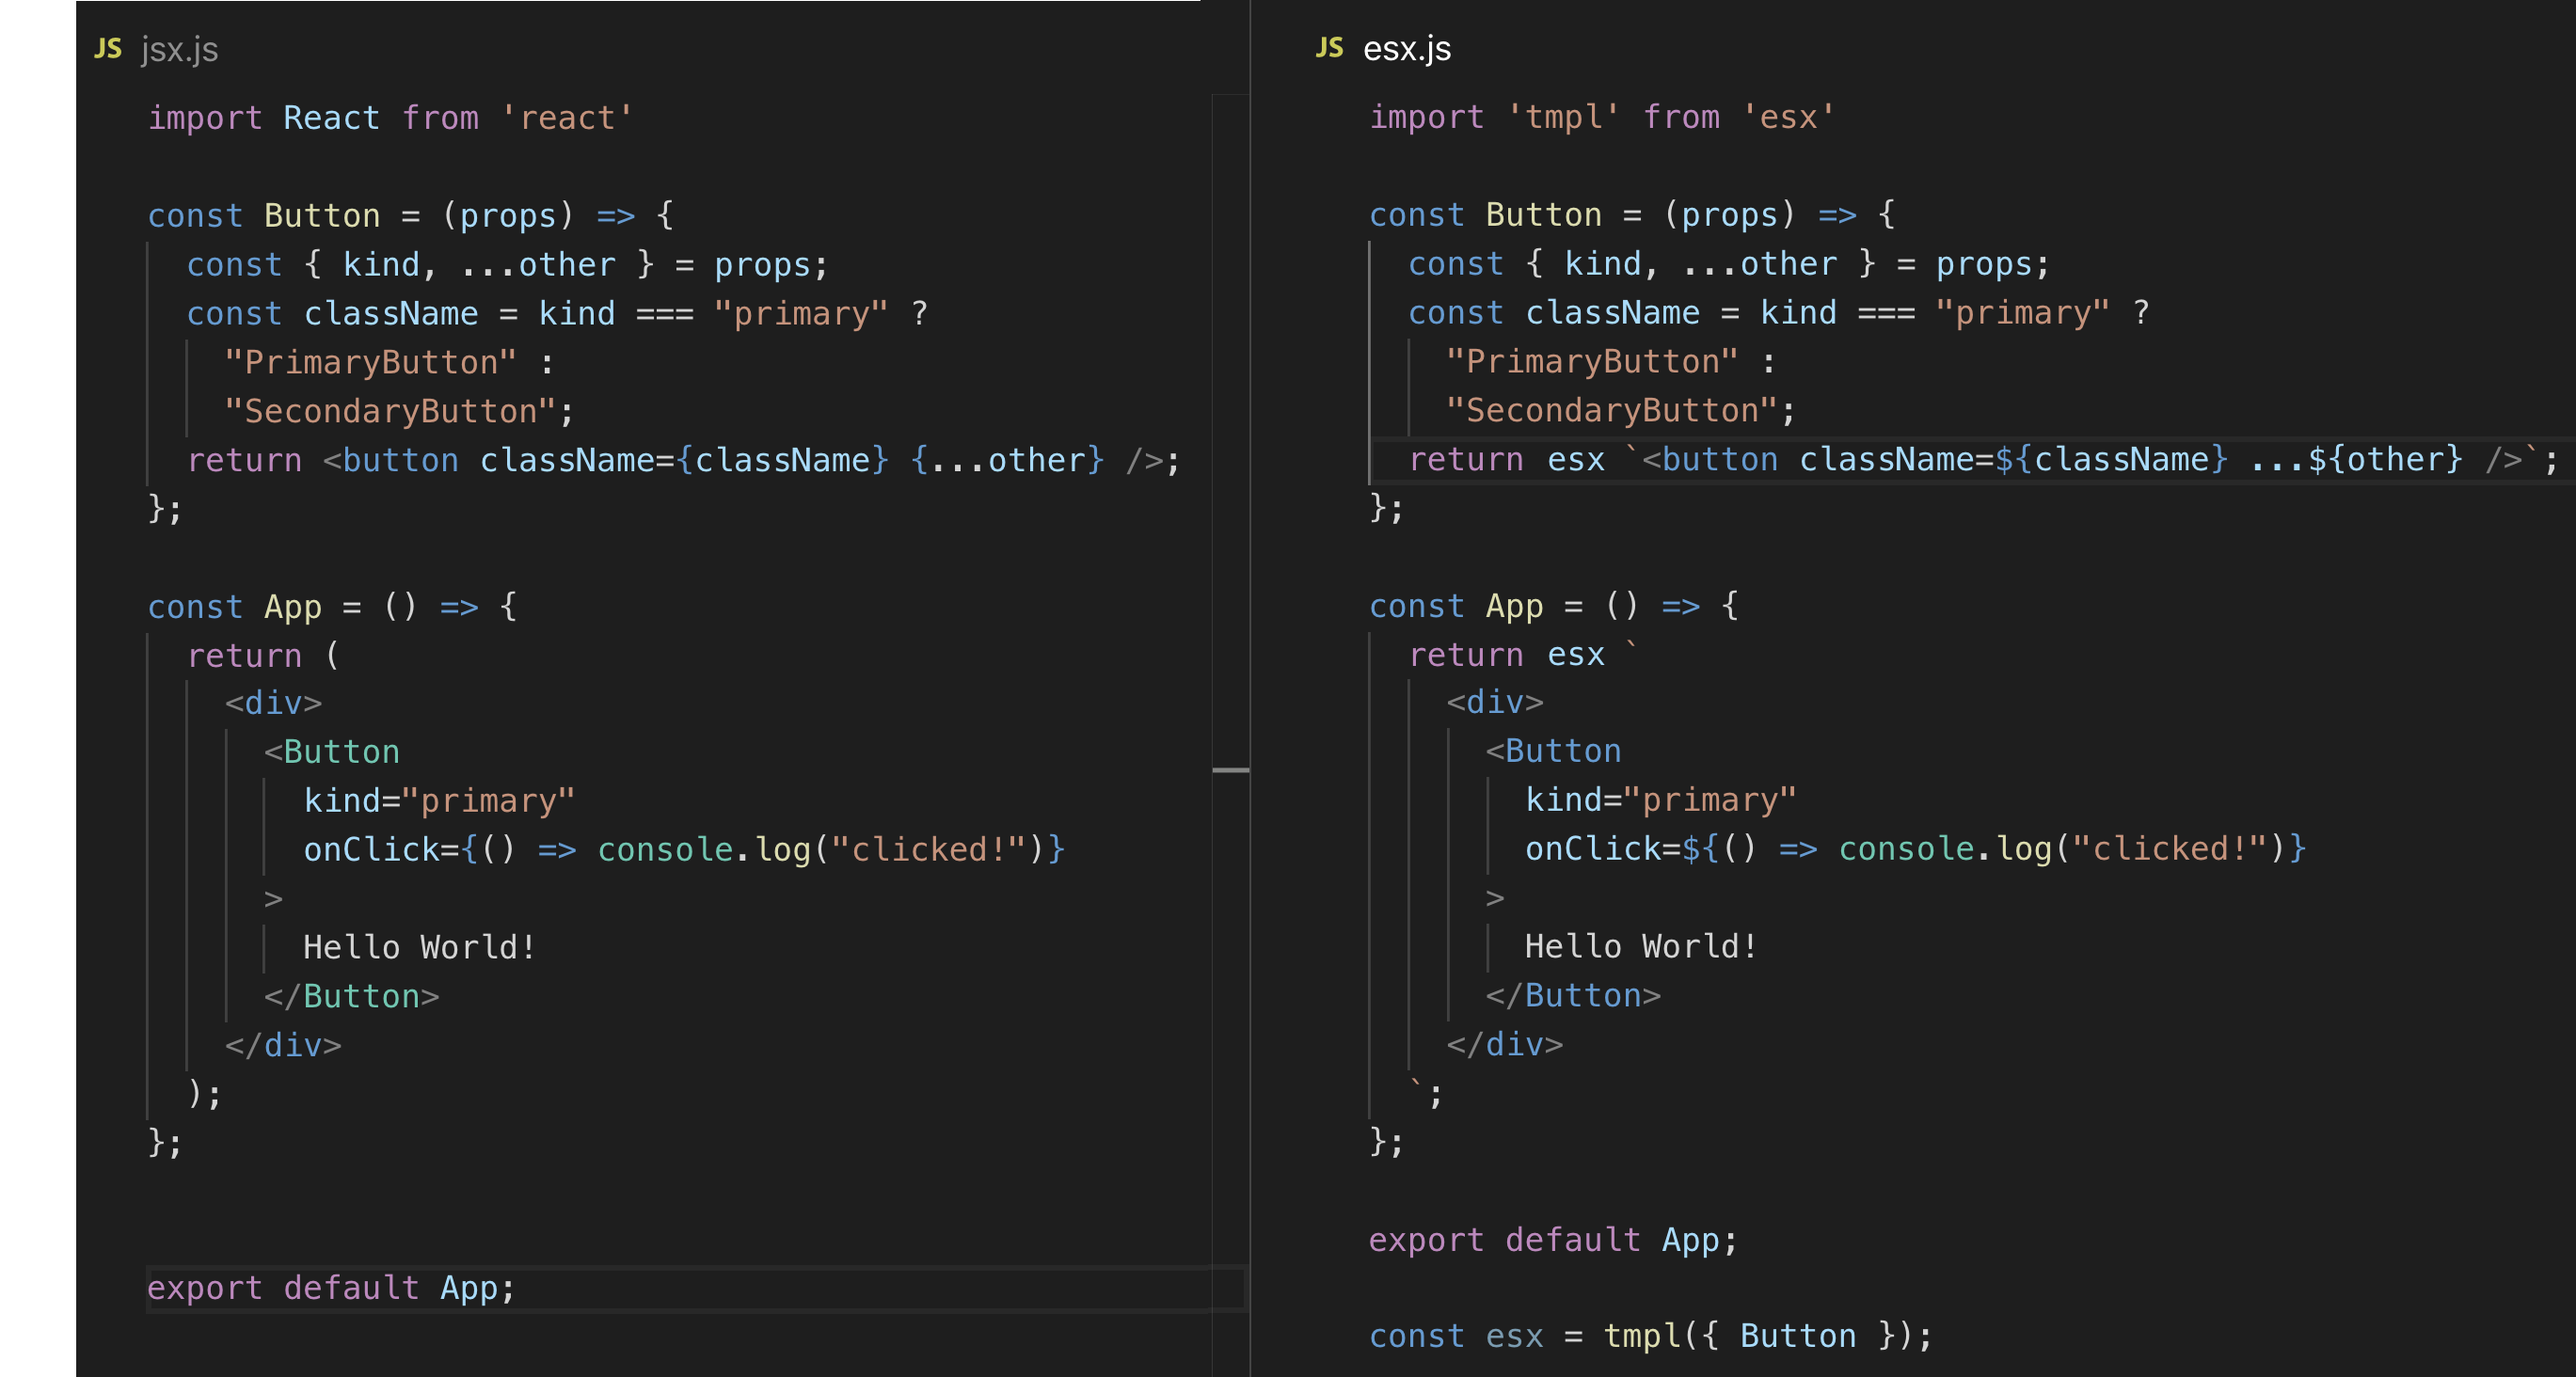 JS jsx.js
import React from 'react'
const Button = (props) => {
const { kind, ...other } = props;
const className = kind === "primary" ?
"PrimaryButton" :
"SecondaryButton";
return <button className={className} {...other} />;
};
const App = () => {
return (
<div>
<Button
kind="primary"
onClick={() => console.log("clicked!")}
>
Hello World!
</Button>
</div>
);
};
export default App;
JS esx.js
import 'tmpl' from 'esx'
const Button = (props) => {
const { kind, ...other } = props;
const className = kind === "primary" ?
"PrimaryButton" :
"SecondaryButton";
return esx `<button className=${className} ...${other} />`;
};
const App = () => {
return esx `
<div>
<Button
kind="primary"
onClick=${() => console.log("clicked!")}
>
Hello World!
</Button>
</div>
`;
};
export default App;
const esx = tmpl({ Button });